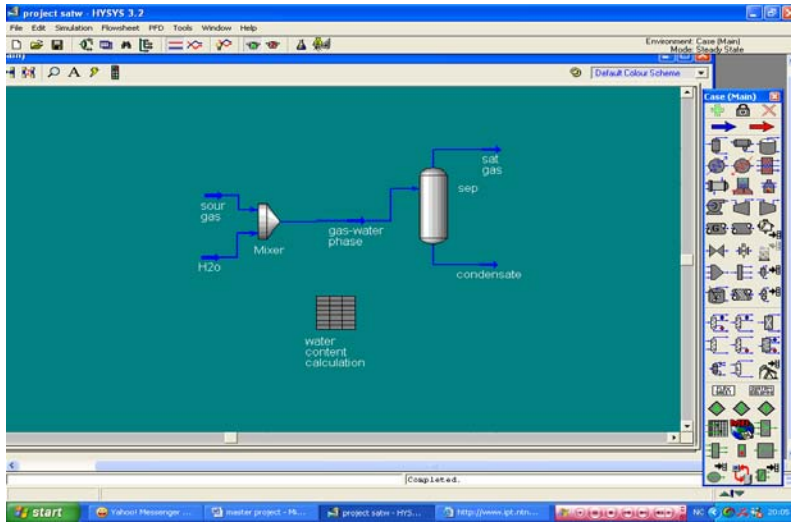 project satw - HYSYS 3.2
File Edit Simulation Flowsheet PFD Tools Window Help
Environment: Case (Main)
Mode: Steady State
Default Colour Scheme
Case (Main)
sat
gas
sep
sour
gas
gas-water
phase
Mixer
H2o
condensate
water
content
calculation
Completed.
start
Yahoo! Messenger ...
master project - Mi...
project satw - HYS...
http://www.ipt.ntn...
NC
20:05